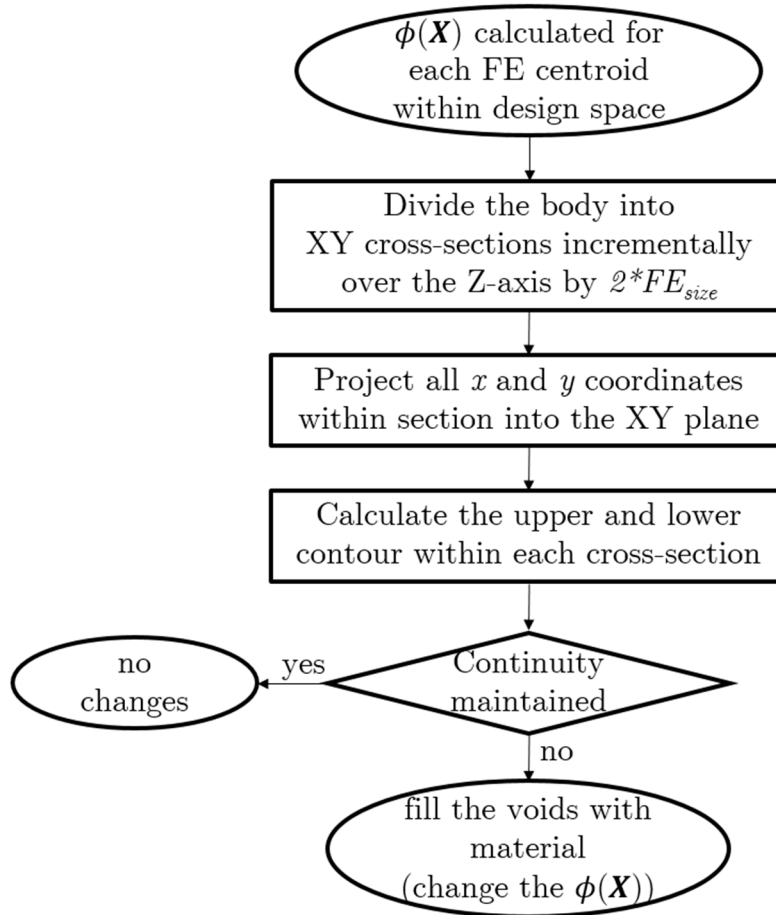 ϕ(X) calculated for
each FE centroid
within design space
Divide the body into
XY cross-sections incrementally
over the Z-axis by 2*FE_size
Project all x and y coordinates
within section into the XY plane
Calculate the upper and lower
contour within each cross-section
Continuity
maintained
yes
no
changes
no
fill the voids with
material
(change the ϕ(X))